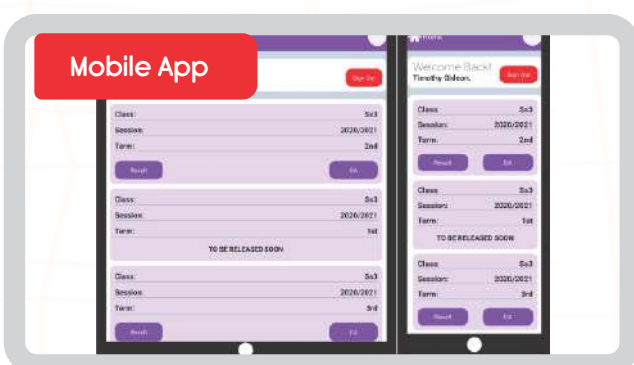 Mobile App
Sign Out
Class: Ss3
Session: 2020/2021
Term: 2nd
Result
Class: Ss3
Session: 2020/2021
Term: 1st
TO BE RELEASED SOON
Class: Ss3
Session: 2020/2021
Term: 3rd
Result
Welcome Back!
Timothy Gideon.
Sign Out
Class: Ss3
Session: 2020/2021
Term: 2nd
Result
Class: Ss3
Session: 2020/2021
Term: 1st
TO BE RELEASED SOON
Class: Ss3
Session: 2020/2021
Term: 3rd
Result